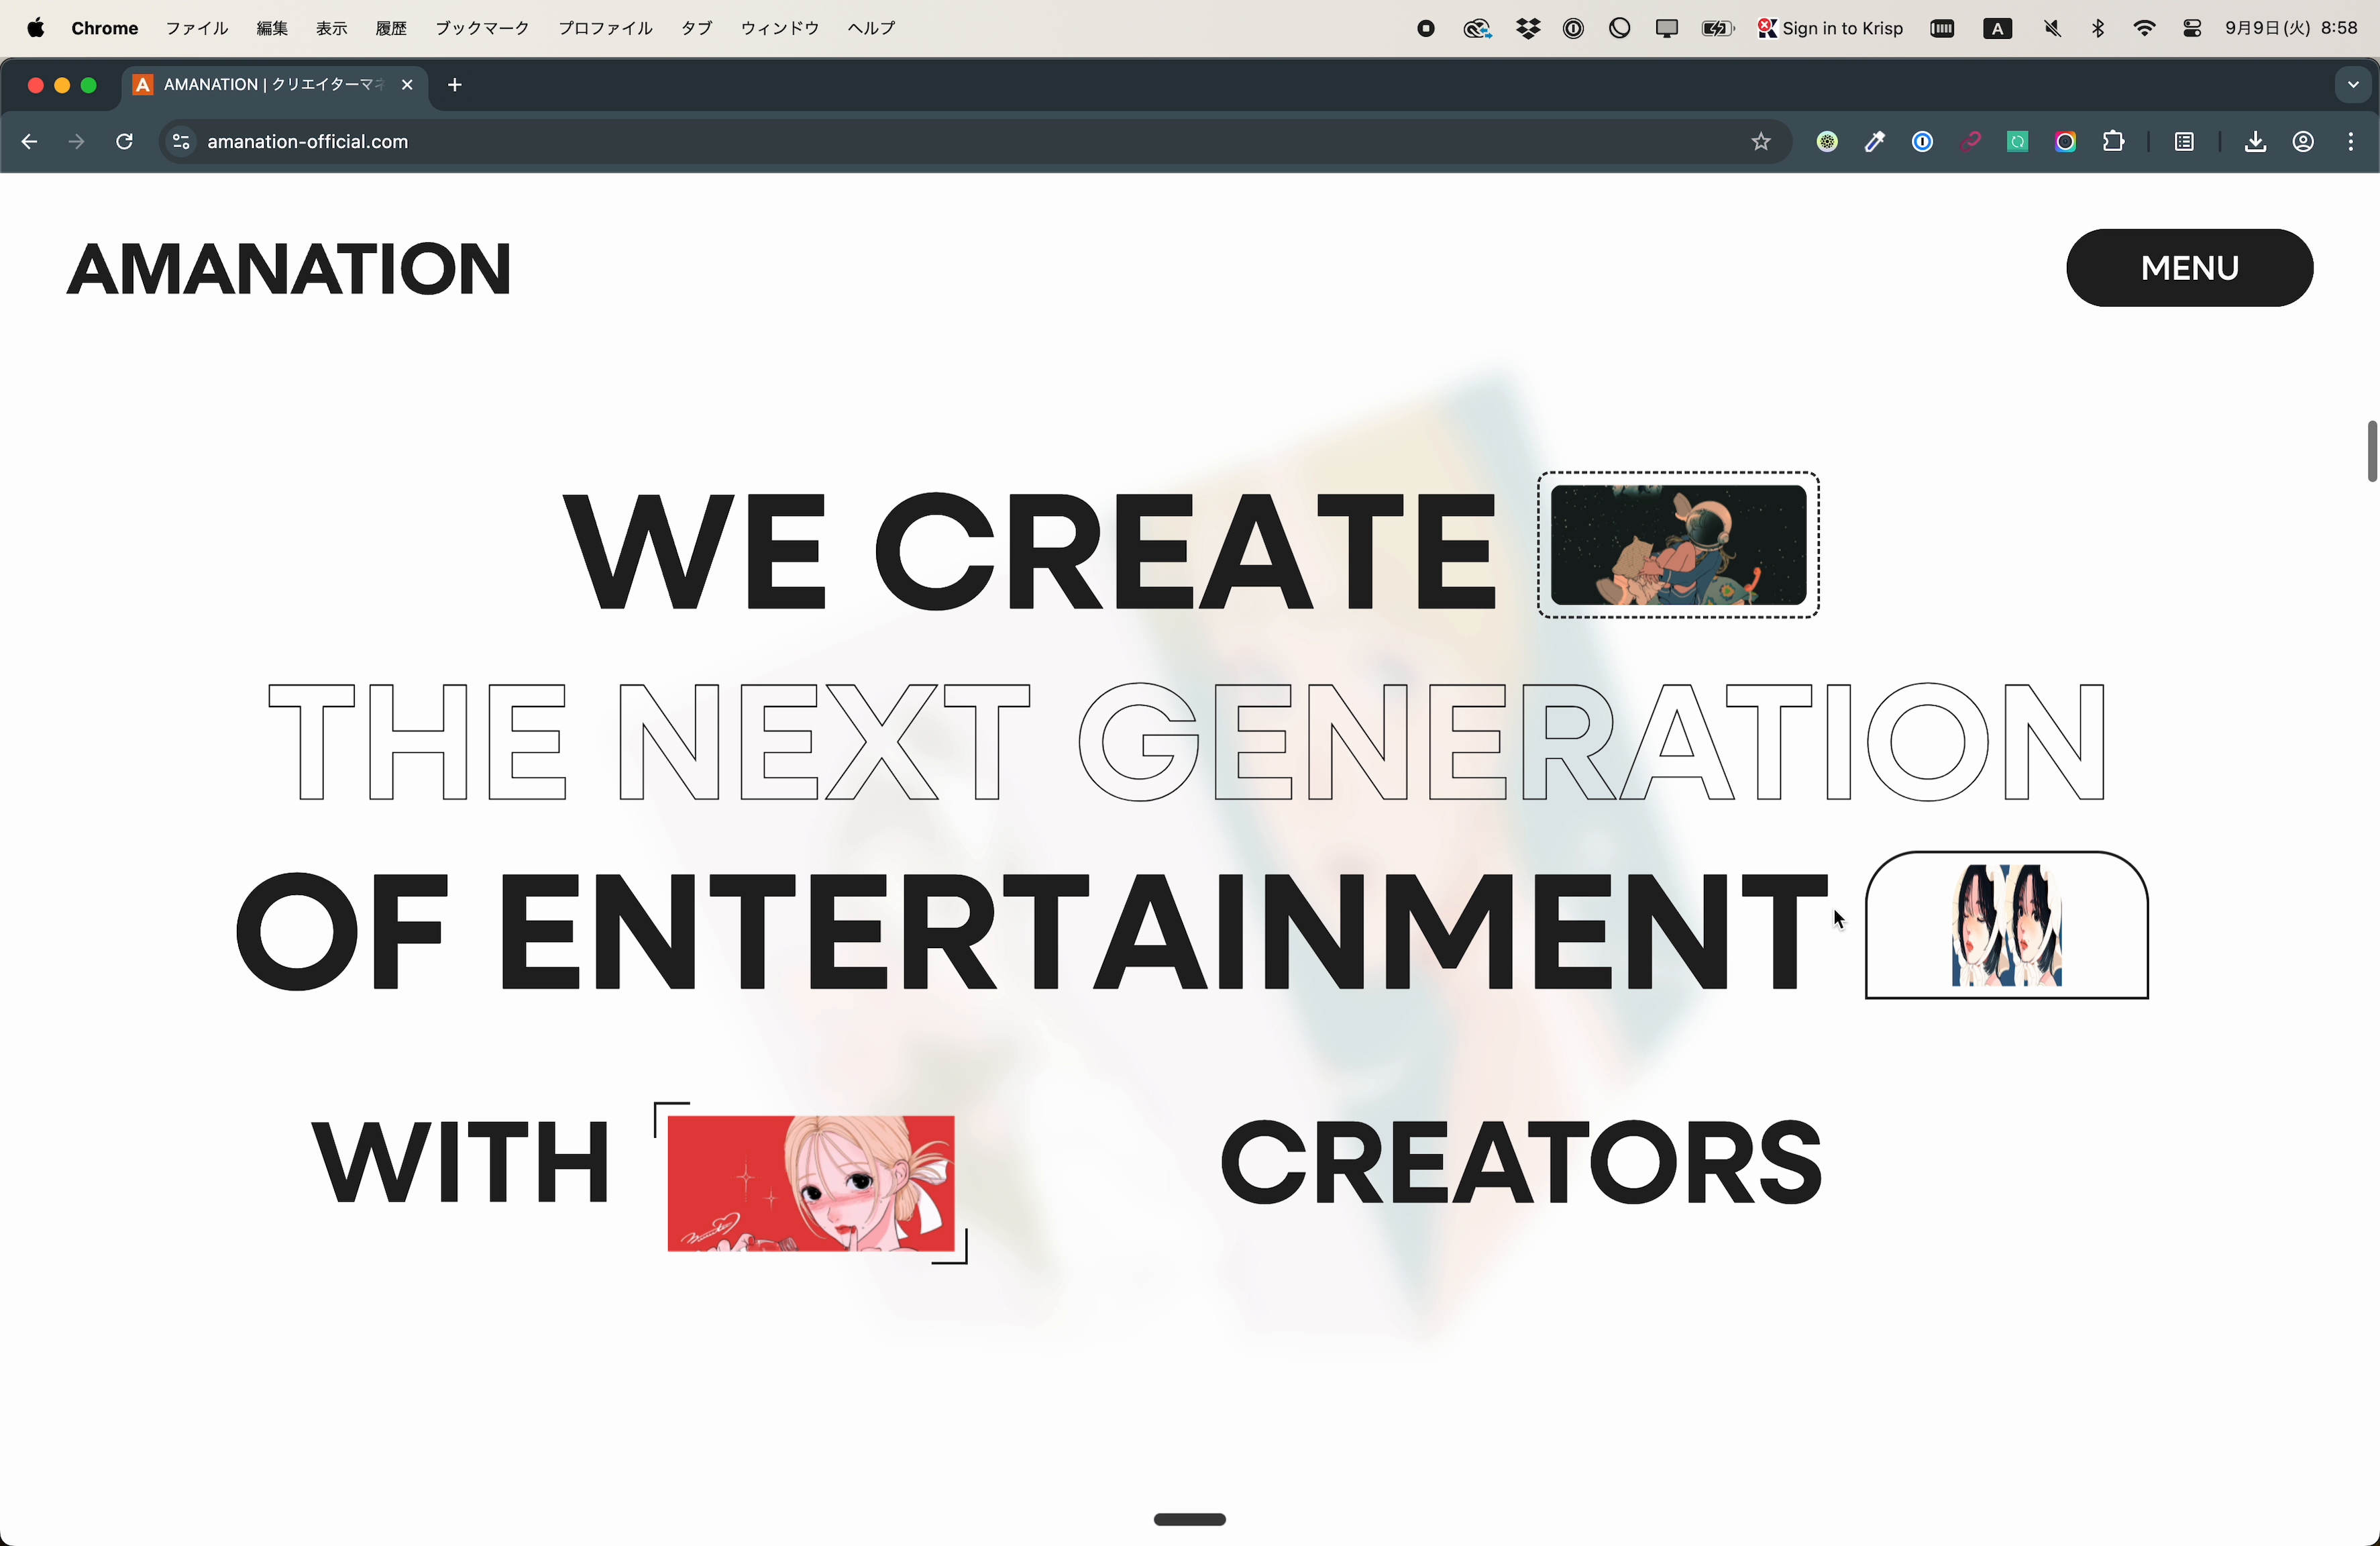 Chrome ファイル 編集 表示 履歴 ブックマーク プロファイル タブ ウィンドウ ヘルプ Sign in to Krisp A 9月9日(火) 8:58
A AMANATION | クリエイターマネ
amanation-official.com
AMANATION
MENU
WE CREATE
THE NEXT GENERATION
OF ENTERTAINMENT
WITH CREATORS